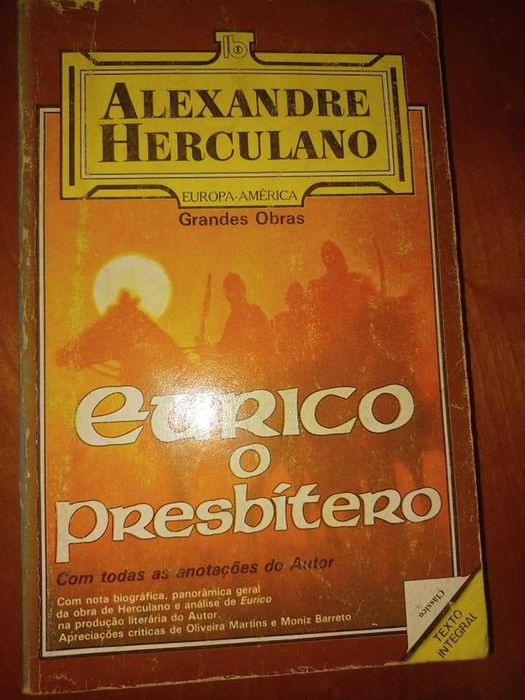 ALEXANDRE
HERCULANO
EUROPA-AMÉRICA
Grandes Obras
EURICO
O
PRESBÍTERO
Com todas as anotações do Autor
Com nota biográfica, panorâmica geral
da obra de Herculano e análise de Eurico
na produção literária do Autor.
Apreciações críticas de Oliveira Martins e Moniz Barreto
Clássico
TEXTO
INTEGRAL